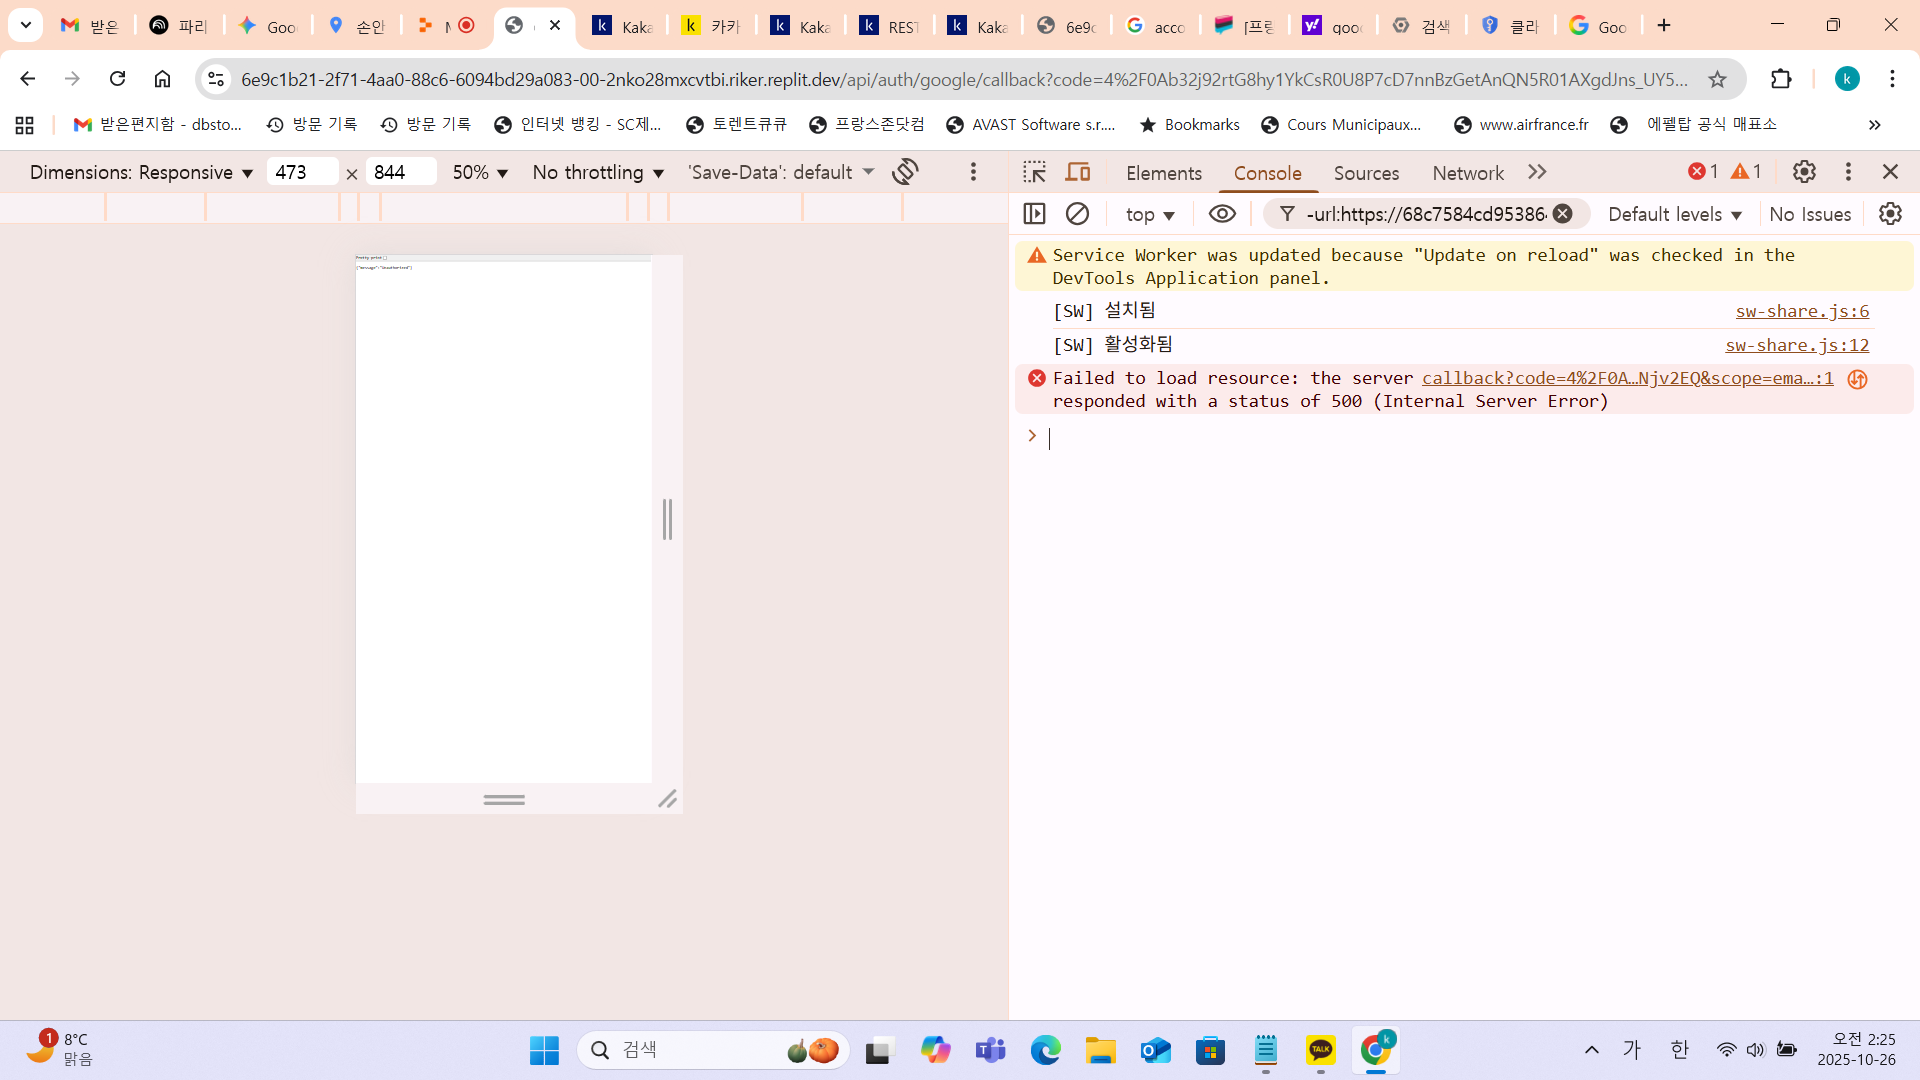 받은
파리
Goo
손안
Kaka
카카
Kaka
REST
Kaka
6e9c
acco
[프랑
goog
검색
클라
Goo
6e9c1b21-2f71-4aa0-88c6-6094bd29a083-00-2nko28mxcvtbi.riker.replit.dev/api/auth/google/callback?code=4%2F0Ab32j92rtG8hy1YkCsR0U8P7cD7nnBzGetAnQN5R01AXgdJns_UY5...
k
받은편지함 - dbsto...
방문 기록
방문 기록
인터넷 뱅킹 - SC제...
토렌트큐큐
프랑스존닷컴
AVAST Software s.r....
Bookmarks
Cours Municipaux...
www.airfrance.fr
에펠탑 공식 매표소
Dimensions: Responsive 473 × 844 50% No throttling 'Save-Data': default
Elements Console Sources Network 1 1
top -url:https://68c7584cd95386 Default levels No Issues
Pretty print
{"message":"Unauthorized"}
Service Worker was updated because "Update on reload" was checked in the
DevTools Application panel.
[SW] 설치됨 sw-share.js:6
[SW] 활성화됨 sw-share.js:12
Failed to load resource: the server callback?code=4%2F0A…Njv2EQ&scope=ema…:1
responded with a status of 500 (Internal Server Error)
1
8°C
맑음
검색
TALK
k
가
한
오전 2:25
2025-10-26